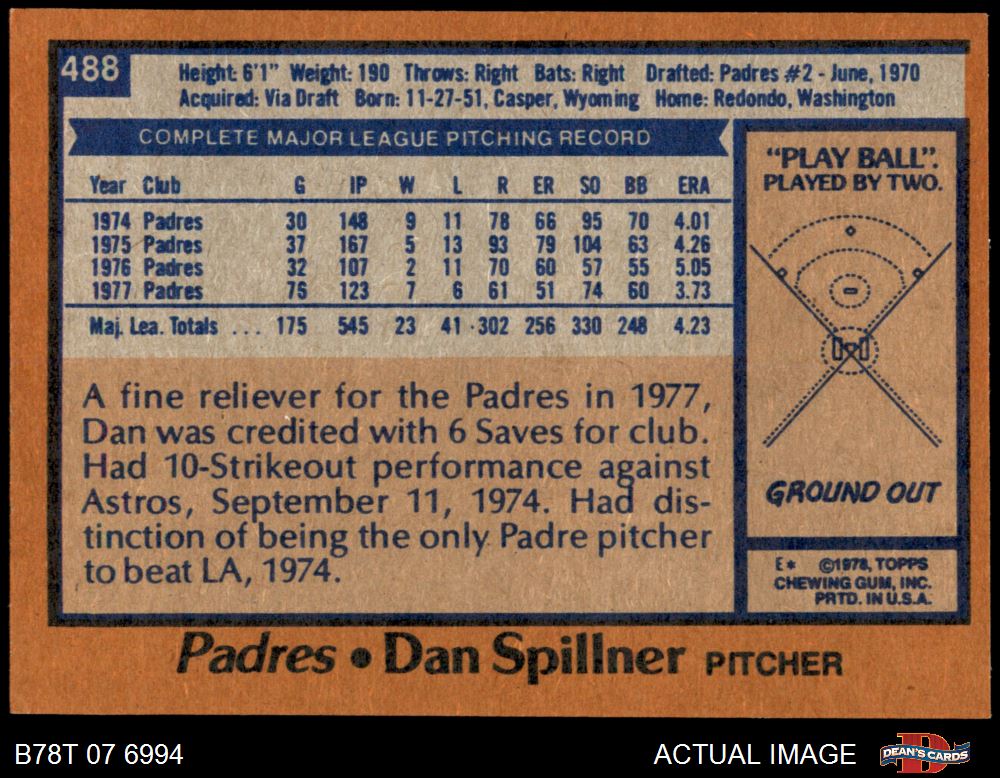 488
Height: 6'1" Weight: 190 Throws: Right Bats: Right Drafted: Padres #2 - June, 1970
Acquired: Via Draft Born: 11-27-51, Casper, Wyoming Home: Redondo, Washington
COMPLETE MAJOR LEAGUE PITCHING RECORD
Year Club G IP W L R ER SO BB ERA
1974 Padres 30 148 9 11 78 66 95 70 4.01
1975 Padres 37 167 5 13 93 79 104 63 4.26
1976 Padres 32 107 2 11 70 60 57 55 5.05
1977 Padres 76 123 7 6 61 51 74 60 3.73
Maj. Lea. Totals ... 175 545 23 41 302 256 330 248 4.23
A fine reliever for the Padres in 1977,
Dan was credited with 6 Saves for club.
Had 10-Strikeout performance against
Astros, September 11, 1974. Had dis-
tinction of being the only Padre pitcher
to beat LA, 1974.
"PLAY BALL".
PLAYED BY TWO.
GROUND OUT
E* ©1978, TOPPS
CHEWING GUM, INC.
PRTD. IN U.S.A.
Padres • Dan Spillner PITCHER
B78T 07 6994
ACTUAL IMAGE
DEAN'S CARDS